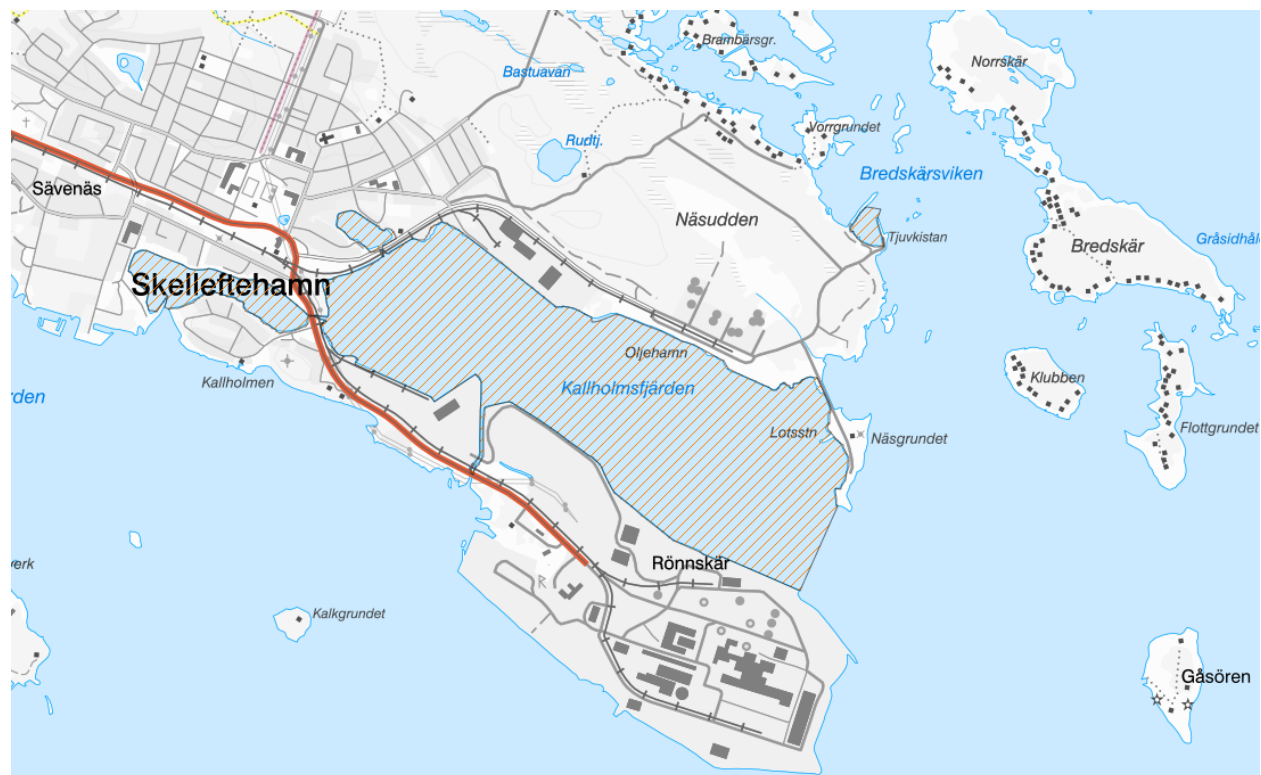 Brambärsgr.
Norrskär
Bastuavan
Vorrgrundet
Rudtj.
Bredskärsviken
Sävenäs
Näsudden
Tjuvkistan
Bredskär
Gråsidhål
Skelleftehamn
Oljehamn
Kallholmen
Kallholmsfjärden
Klubben
rden
Lotsstn
Näsgrundet
Flottgrundet
verk
Rönnskär
Kalkgrundet
Gåsören